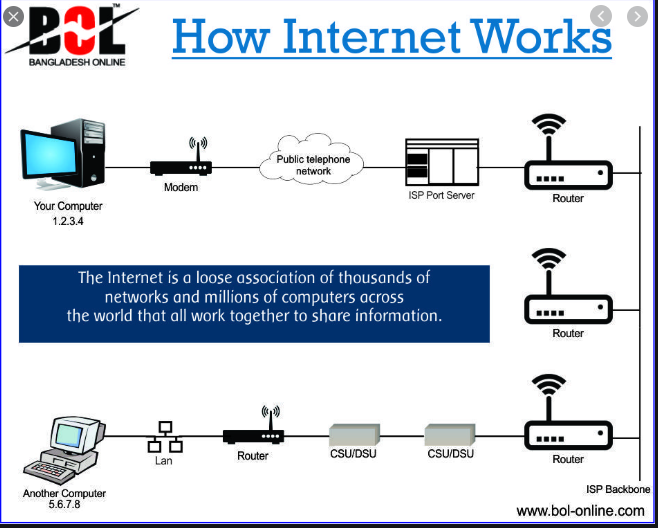 BOL
BANGLADESH ONLINE
How Internet Works
Your Computer
1.2.3.4
Modem
Public telephone
network
ISP Port Server
Router
The Internet is a loose association of thousands of
networks and millions of computers across
the world that all work together to share information.
Router
Another Computer
5.6.7.8
Lan
Router
CSU/DSU
CSU/DSU
Router
ISP Backbone
www.bol-online.com